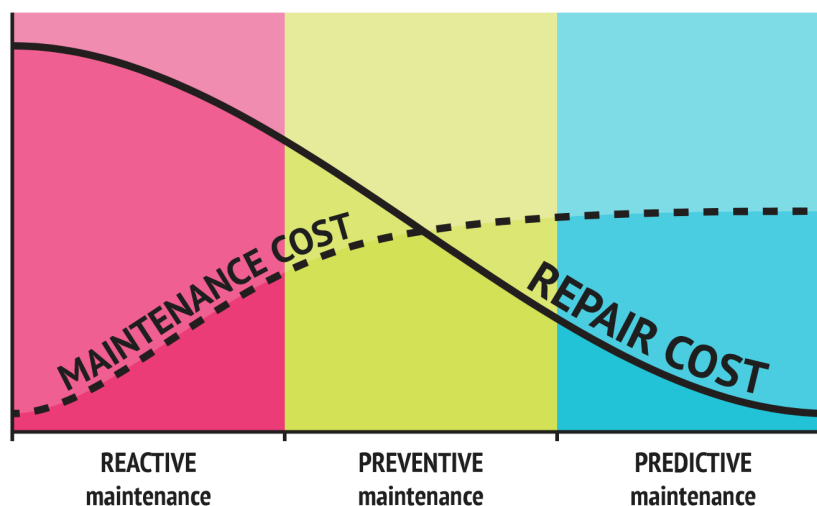 MAINTENANCE COST
REPAIR COST
REACTIVE
maintenance
PREVENTIVE
maintenance
PREDICTIVE
maintenance